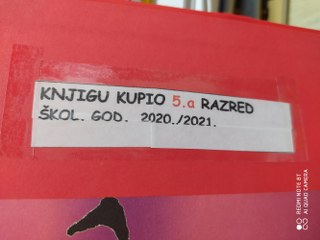 KNJIGU KUPIO 5.a RAZRED
ŠKOL. GOD. 2020./2021.
REDMI NOTE 8T
AI QUAD CAMERA